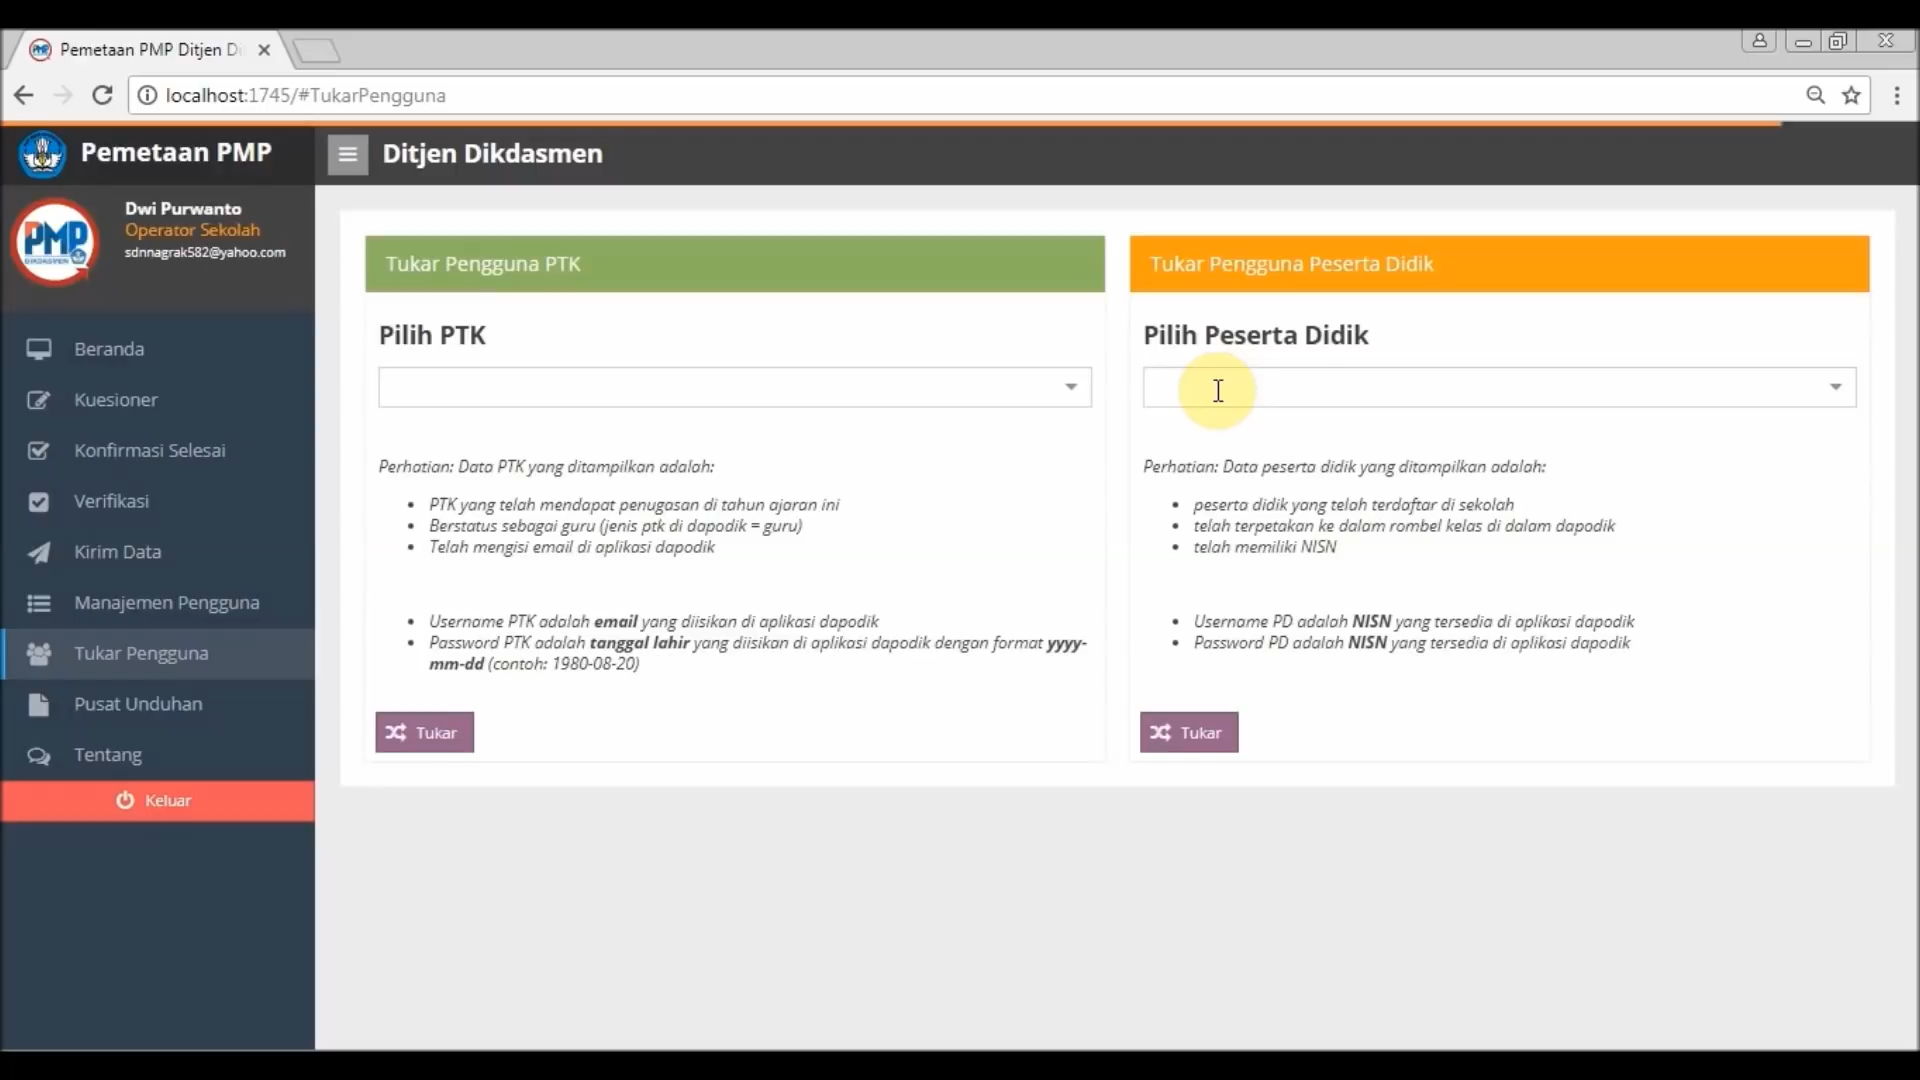 Pemetaan PMP Ditjen Di
localhost:1745/#TukarPengguna
Pemetaan PMP
Ditjen Dikdasmen
PMP
DIKDASMEN
Dwi Purwanto
Operator Sekolah
sdnnagrak582@yahoo.com
Beranda
Kuesioner
Konfirmasi Selesai
Verifikasi
Kirim Data
Manajemen Pengguna
Tukar Pengguna
Pusat Unduhan
Tentang
Keluar
Tukar Pengguna PTK
Pilih PTK
Perhatian: Data PTK yang ditampilkan adalah:
• PTK yang telah mendapat penugasan di tahun ajaran ini
• Berstatus sebagai guru (jenis ptk di dapodik = guru)
• Telah mengisi email di aplikasi dapodik
• Username PTK adalah email yang diisikan di aplikasi dapodik
• Password PTK adalah tanggal lahir yang diisikan di aplikasi dapodik dengan format yyyy-
mm-dd (contoh: 1980-08-20)
Tukar
Tukar Pengguna Peserta Didik
Pilih Peserta Didik
Perhatian: Data peserta didik yang ditampilkan adalah:
• peserta didik yang telah terdaftar di sekolah
• telah terpetakan ke dalam rombel kelas di dalam dapodik
• telah memiliki NISN
• Username PD adalah NISN yang tersedia di aplikasi dapodik
• Password PD adalah NISN yang tersedia di aplikasi dapodik
Tukar